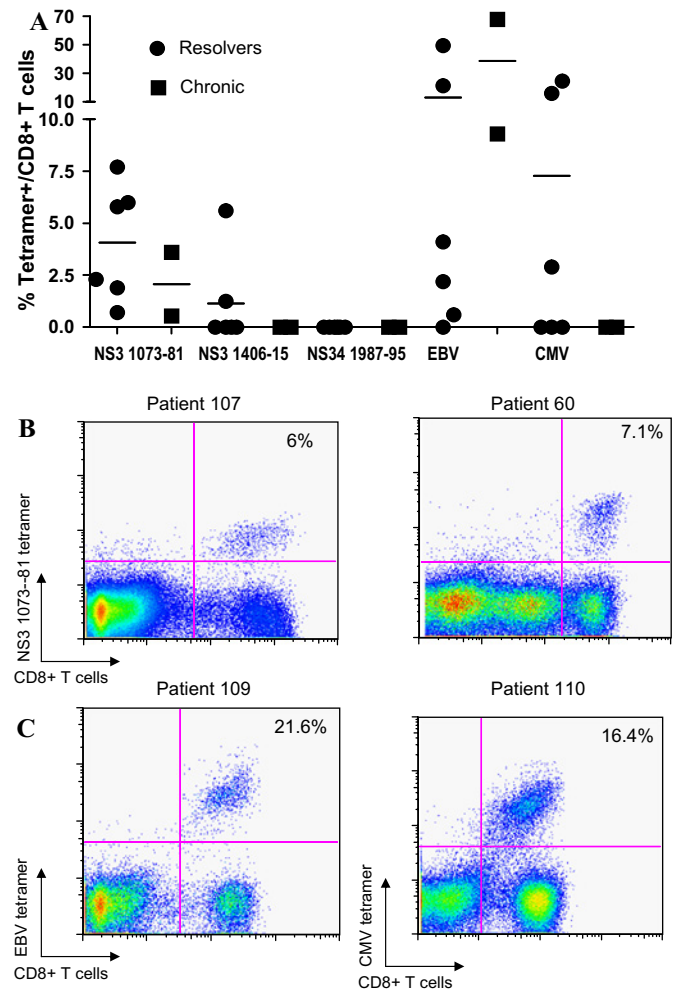 A
% Tetramer+/CD8+ T cells
70
50
30
10
10.0
7.5
5.0
2.5
0.0
Resolvers
Chronic
NS3 1073-81 NS3 1406-15 NS34 1987-95 EBV CMV
B
Patient 107
6%
NS3 1073--81 tetramer
CD8+ T cells
Patient 60
7.1%
C
Patient 109
21.6%
EBV tetramer
CD8+ T cells
Patient 110
16.4%
CMV tetramer
CD8+ T cells